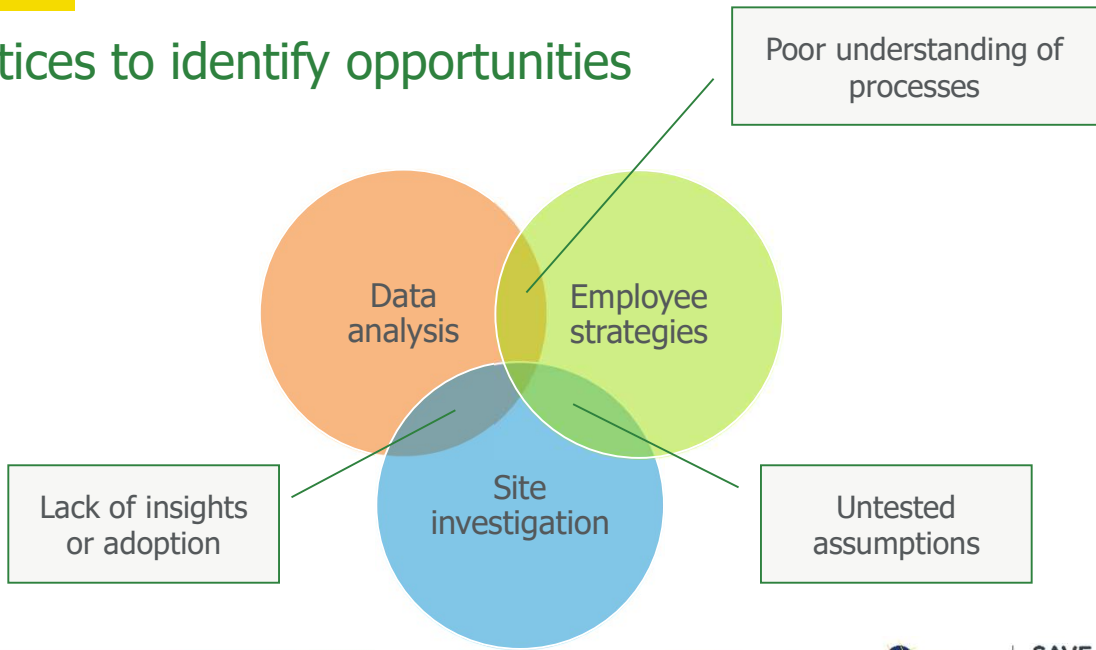 to identify opportunities
Poor understanding of
processes
Data
analysis
Employee
strategies
Site
investigation
Lack of insights
or adoption
Untested
assumptions